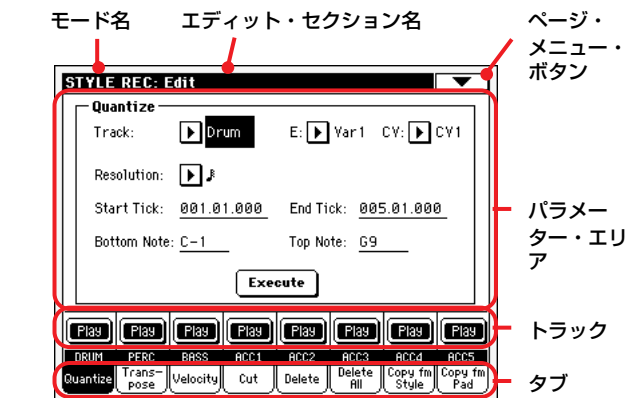 モード名
エディット・セクション名
ページ・
メニュー・
ボタン
STYLE REC: Edit
Quantize
Track: Drum E: Var1 CV: CV1
Resolution:
Start Tick: 001.01.000 End Tick: 005.01.000
Bottom Note: C-1 Top Note: G9
Execute
パラメー
ター・エリ
ア
Play Play Play Play Play Play Play Play
トラック
DRUM PERC BASS ACC1 ACC2 ACC3 ACC4 ACC5
Quantize Trans-
pose Velocity Cut Delete Delete
All Copy fm
Style Copy fm
Pad
タブ